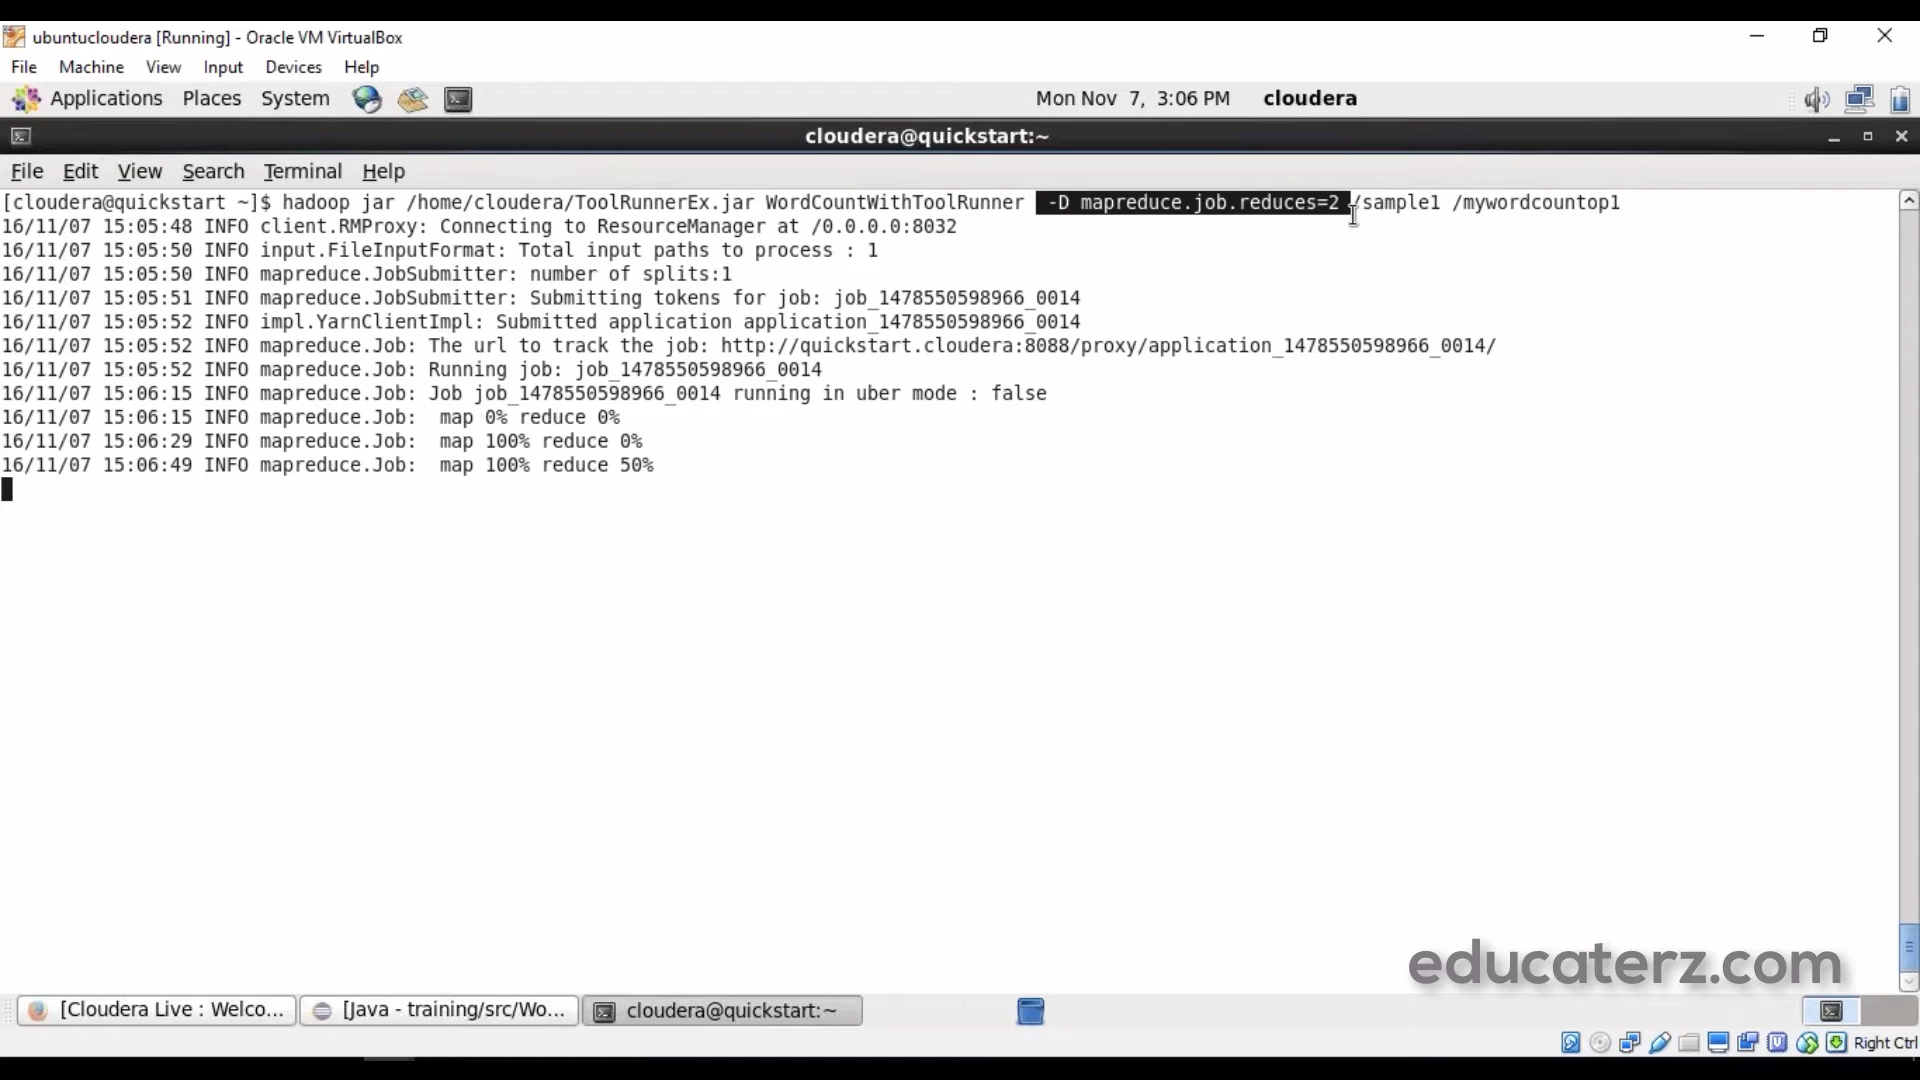 ubuntucloudera [Running] - Oracle VM VirtualBox
File Machine View Input Devices Help
Applications Places System Mon Nov 7, 3:06 PM cloudera
cloudera@quickstart:~
File Edit View Search Terminal Help
[cloudera@quickstart ~]$ hadoop jar /home/cloudera/ToolRunnerEx.jar WordCountWithToolRunner -D mapreduce.job.reduces=2 /sample1 /mywordcountop1
16/11/07 15:05:48 INFO client.RMProxy: Connecting to ResourceManager at /0.0.0.0:8032
16/11/07 15:05:50 INFO input.FileInputFormat: Total input paths to process : 1
16/11/07 15:05:50 INFO mapreduce.JobSubmitter: number of splits:1
16/11/07 15:05:51 INFO mapreduce.JobSubmitter: Submitting tokens for job: job_1478550598966_0014
16/11/07 15:05:52 INFO impl.YarnClientImpl: Submitted application application_1478550598966_0014
16/11/07 15:05:52 INFO mapreduce.Job: The url to track the job: http://quickstart.cloudera:8088/proxy/application_1478550598966_0014/
16/11/07 15:05:52 INFO mapreduce.Job: Running job: job_1478550598966_0014
16/11/07 15:06:15 INFO mapreduce.Job: Job job_1478550598966_0014 running in uber mode : false
16/11/07 15:06:15 INFO mapreduce.Job:  map 0% reduce 0%
16/11/07 15:06:29 INFO mapreduce.Job:  map 100% reduce 0%
16/11/07 15:06:49 INFO mapreduce.Job:  map 100% reduce 50%
educaterz.com
[Cloudera Live : Welco... [Java - training/src/Wo... cloudera@quickstart:~
Right Ctrl